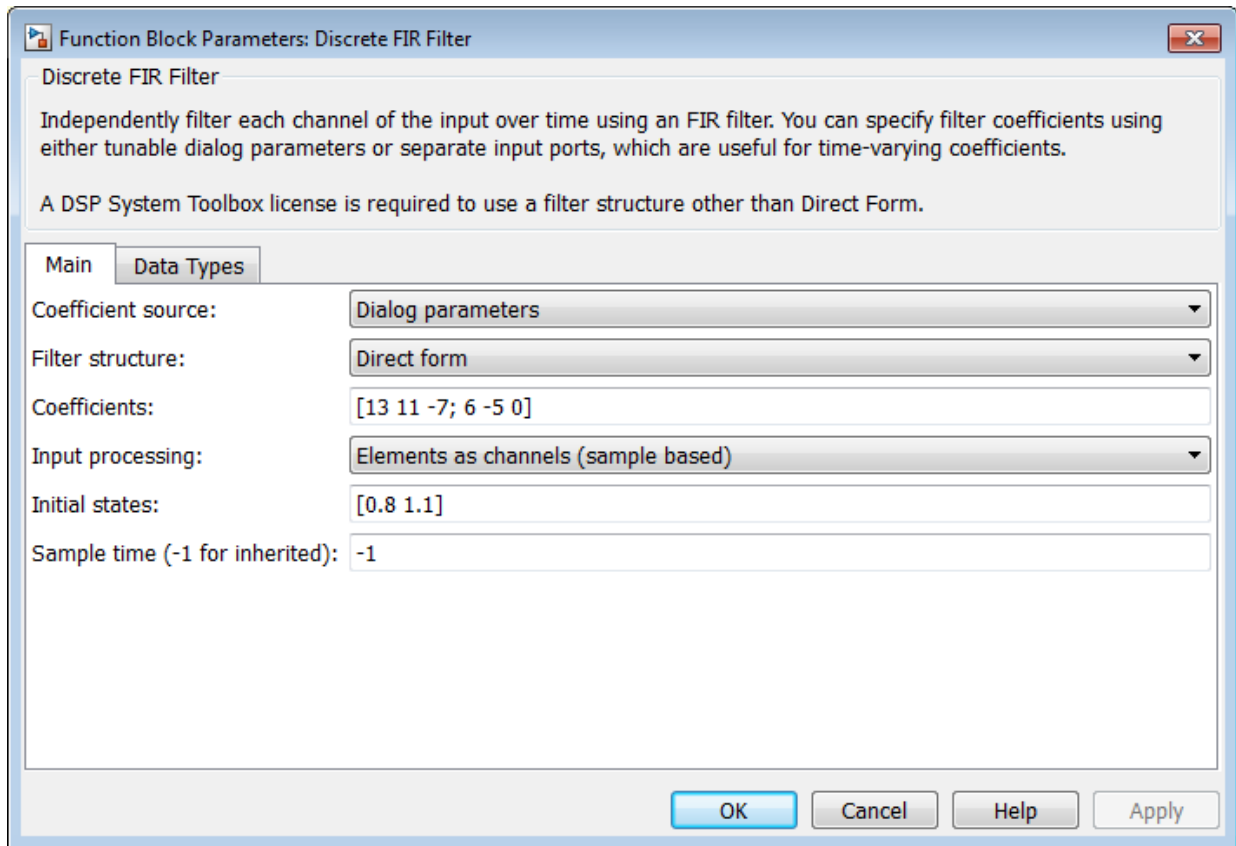 Function Block Parameters: Discrete FIR Filter
Discrete FIR Filter
Independently filter each channel of the input over time using an FIR filter. You can specify filter coefficients using
either tunable dialog parameters or separate input ports, which are useful for time-varying coefficients.
A DSP System Toolbox license is required to use a filter structure other than Direct Form.
Main Data Types
Coefficient source: Dialog parameters
Filter structure: Direct form
Coefficients: [13 11 -7; 6 -5 0]
Input processing: Elements as channels (sample based)
Initial states: [0.8 1.1]
Sample time (-1 for inherited): -1
OK Cancel Help Apply